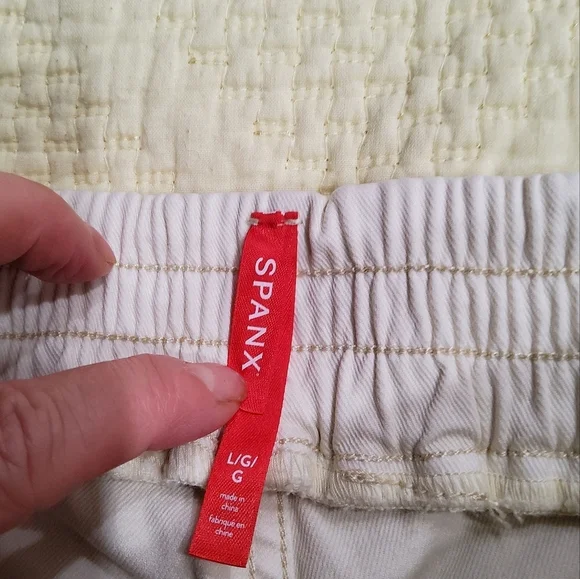 SPANX
L/G/
G
made in
china
fabriqué en
chine